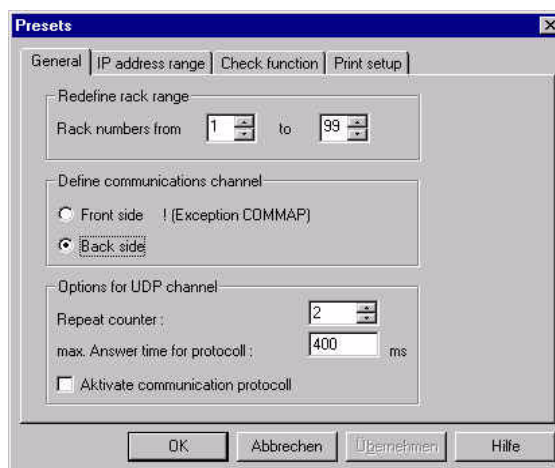 Presets
General IP address range Check function Print setup
Redefine rack range
Rack numbers from 1 to 99
Define communications channel
Front side ! (Exception COMMAP)
Back side
Options for UDP channel
Repeat counter : 2
max. Answer time for protocoll : 400 ms
Aktivate communication protocoll
OK Abbrechen Übernehmen Hilfe